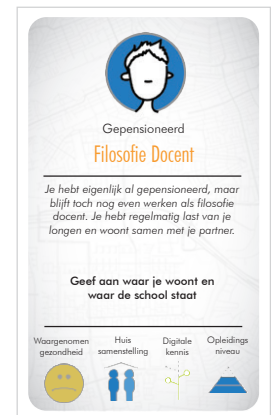 Gepensioneerd
Filosofie Docent
Je hebt eigenlijk al gepensioneerd, maar
blijft toch nog even werken als filosofie
docent. Je hebt regelmatig last van je
longen en woont samen met je partner.
Geef aan waar je woont en
waar de school staat
Waargenomen
gezondheid
Huis
samenstelling
Digitale
kennis
Opleidings
niveau